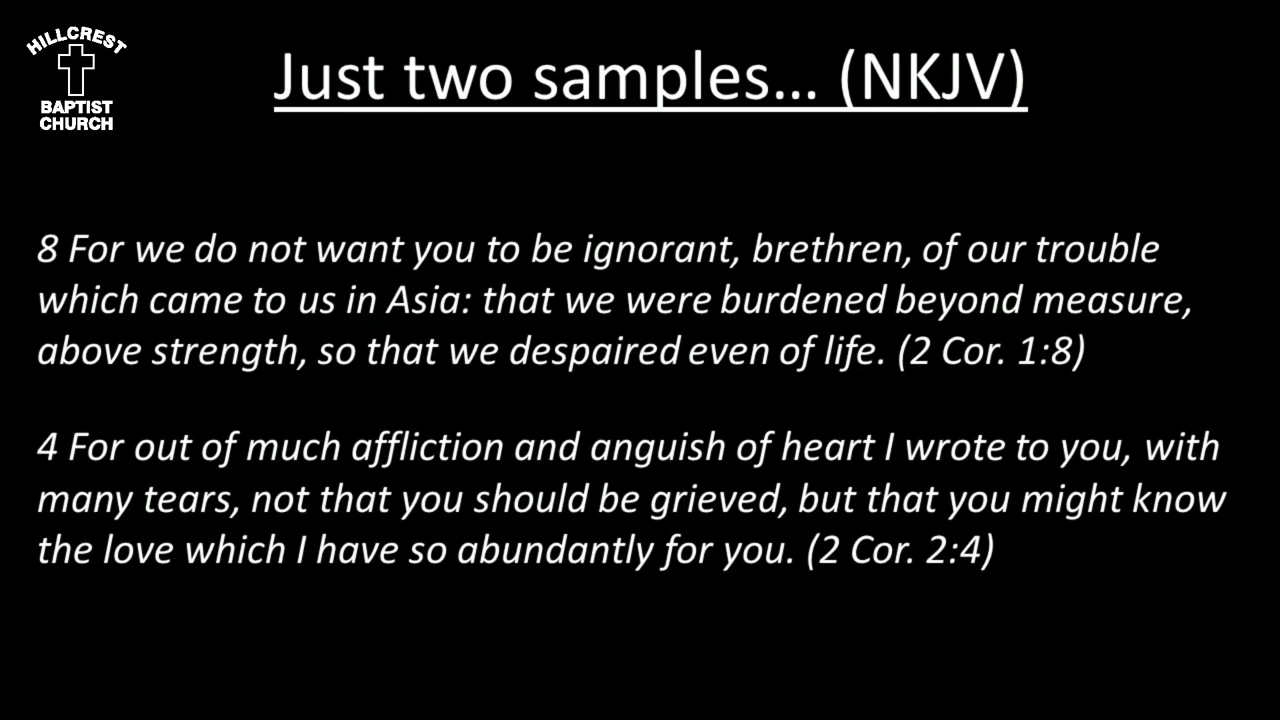 HILLCREST
BAPTIST
CHURCH
Just two samples... (NKJV)
8 For we do not want you to be ignorant, brethren, of our trouble
which came to us in Asia: that we were burdened beyond measure,
above strength, so that we despaired even of life. (2 Cor. 1:8)
4 For out of much affliction and anguish of heart I wrote to you, with
many tears, not that you should be grieved, but that you might know
the love which I have so abundantly for you. (2 Cor. 2:4)